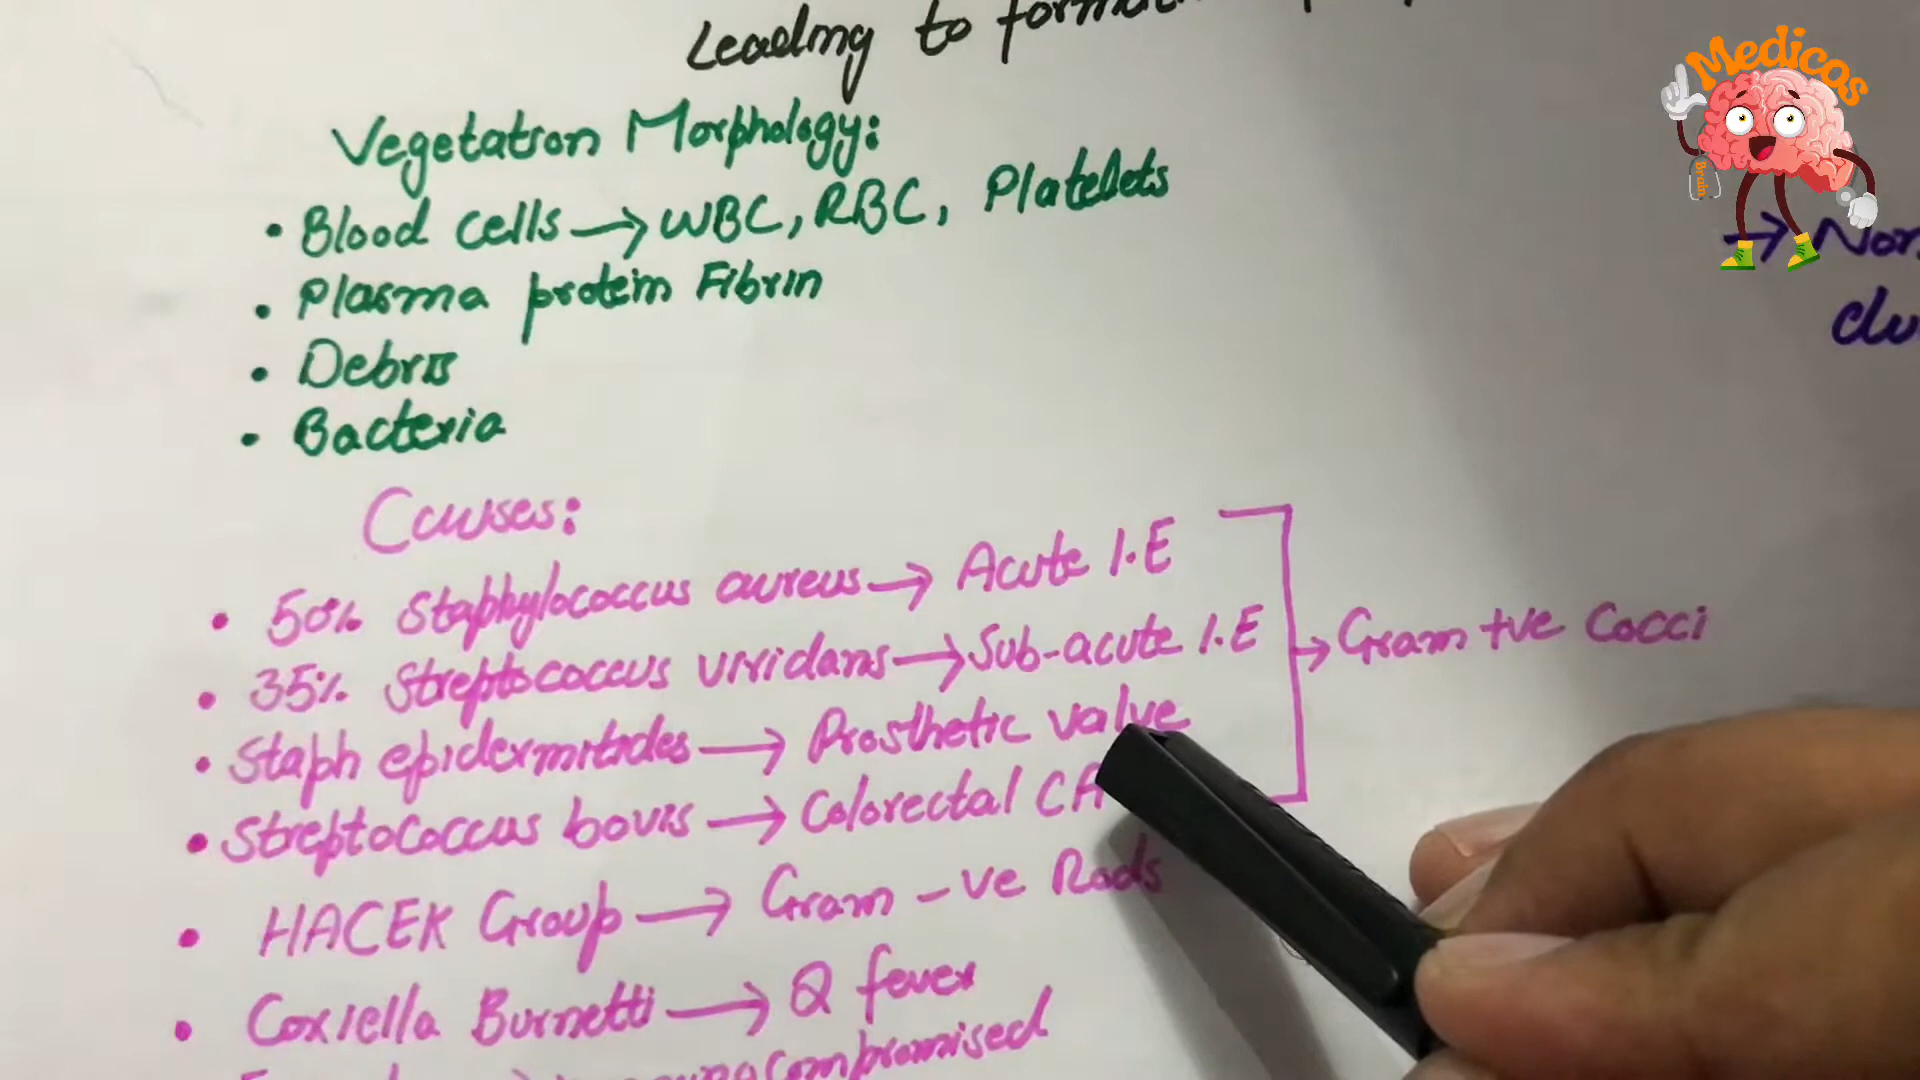 Medicos
Brain
Leading to
Vegetation Morphology:
• Blood cells → WBC, RBC, Platelets
• Plasma protein Fibrin
• Debris
• Bacteria
Causes:
• 50% Staphylococcus aureus → Acute I.E
• 35% Streptococcus viridans → Sub-acute I.E
→ Gram +ve Cocci
• Staph epidermitides → Prosthetic valve
• Streptococcus bovis → Colorectal CA
• HACEK Group → Gram -ve Rods
• Coxiella Burnetti → Q fever